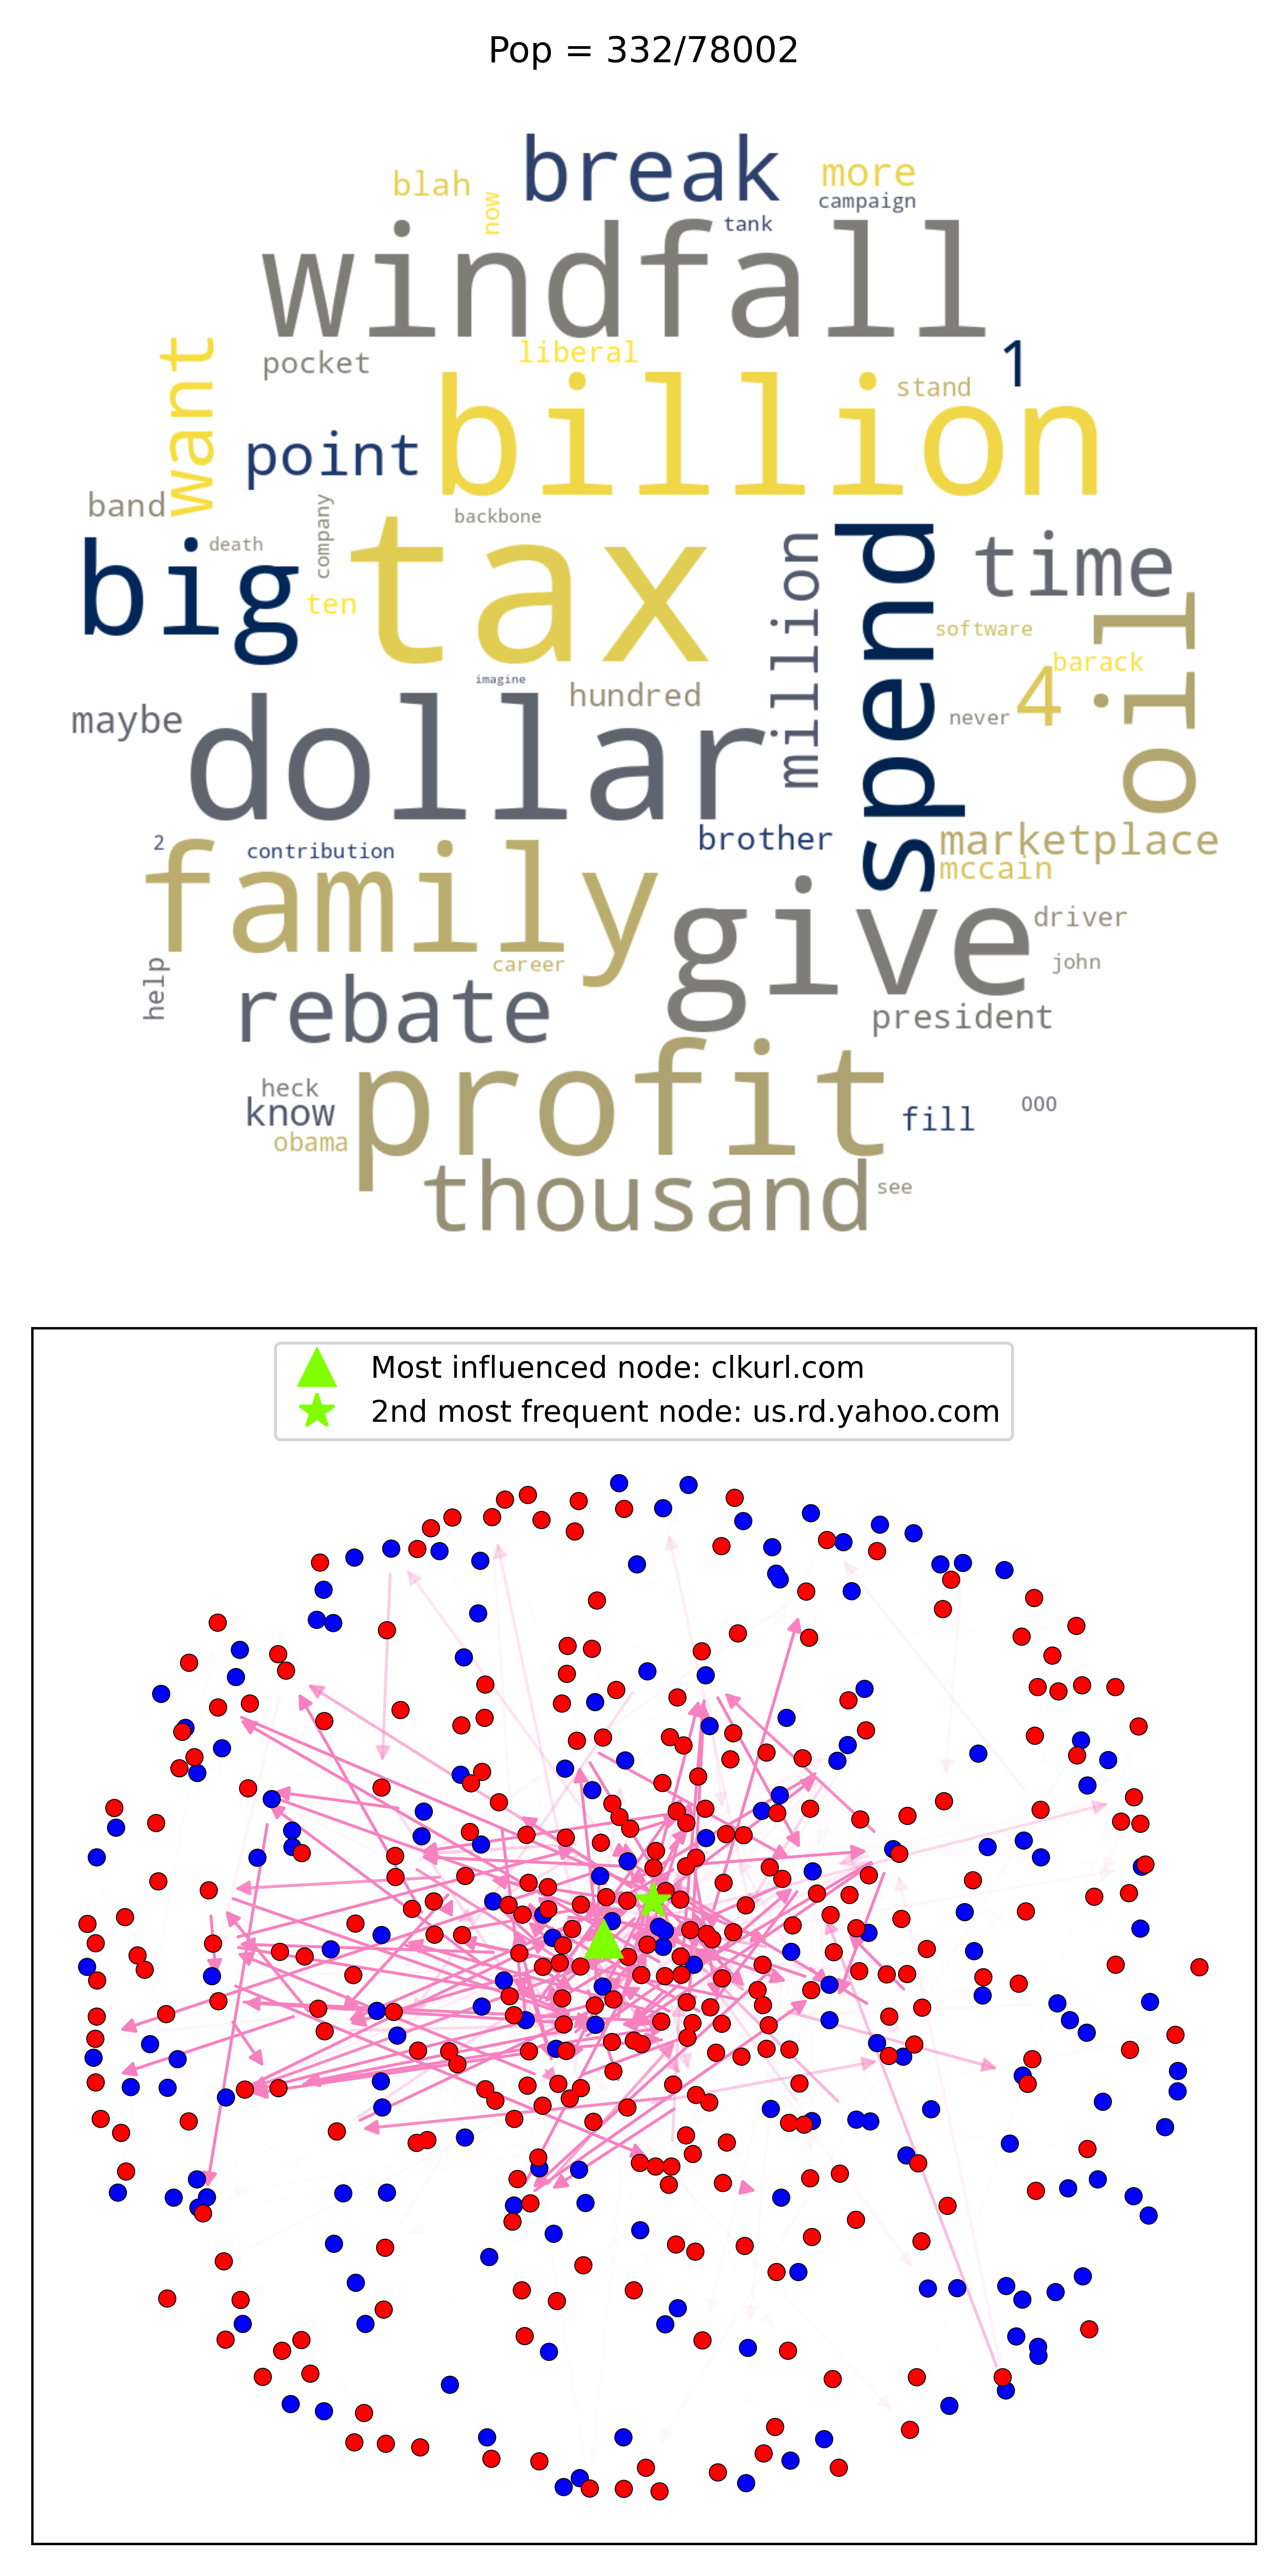 Pop = 332/78002
break
blah
more
now
campaign
tank
windfall
want
pocket
liberal
1
billion
stand
point
band
company
backbone
spend
big
death
tax
million
time
ten
oil
software
barack
imagine
hundred
4
maybe
dollar
never
2
contribution
brother
marketplace
mccain
family
give
driver
help
career
john
rebate
president
profit
heck
know
fill
000
obama
thousand
see
Most influenced node: clkurl.com
2nd most frequent node: us.rd.yahoo.com